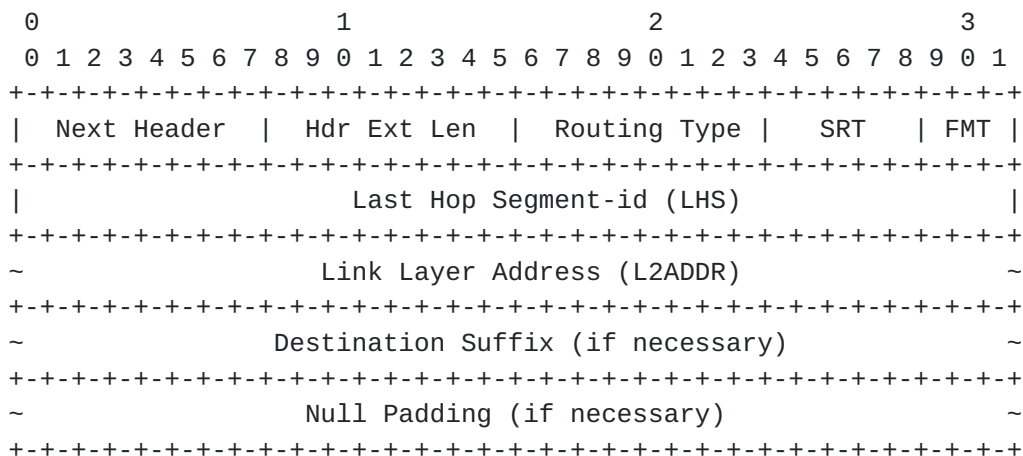 0                   1                   2                   3
 0 1 2 3 4 5 6 7 8 9 0 1 2 3 4 5 6 7 8 9 0 1 2 3 4 5 6 7 8 9 0 1
+-+-+-+-+-+-+-+-+-+-+-+-+-+-+-+-+-+-+-+-+-+-+-+-+-+-+-+-+-+-+-+-+
|  Next Header  |  Hdr Ext Len  |  Routing Type |   SRT   | FMT |
+-+-+-+-+-+-+-+-+-+-+-+-+-+-+-+-+-+-+-+-+-+-+-+-+-+-+-+-+-+-+-+-+
|                     Last Hop Segment-id (LHS)                 |
+-+-+-+-+-+-+-+-+-+-+-+-+-+-+-+-+-+-+-+-+-+-+-+-+-+-+-+-+-+-+-+-+
~                   Link Layer Address (L2ADDR)                 ~
+-+-+-+-+-+-+-+-+-+-+-+-+-+-+-+-+-+-+-+-+-+-+-+-+-+-+-+-+-+-+-+-+
~                Destination Suffix (if necessary)              ~
+-+-+-+-+-+-+-+-+-+-+-+-+-+-+-+-+-+-+-+-+-+-+-+-+-+-+-+-+-+-+-+-+
~                  Null Padding (if necessary)                  ~
+-+-+-+-+-+-+-+-+-+-+-+-+-+-+-+-+-+-+-+-+-+-+-+-+-+-+-+-+-+-+-+-+